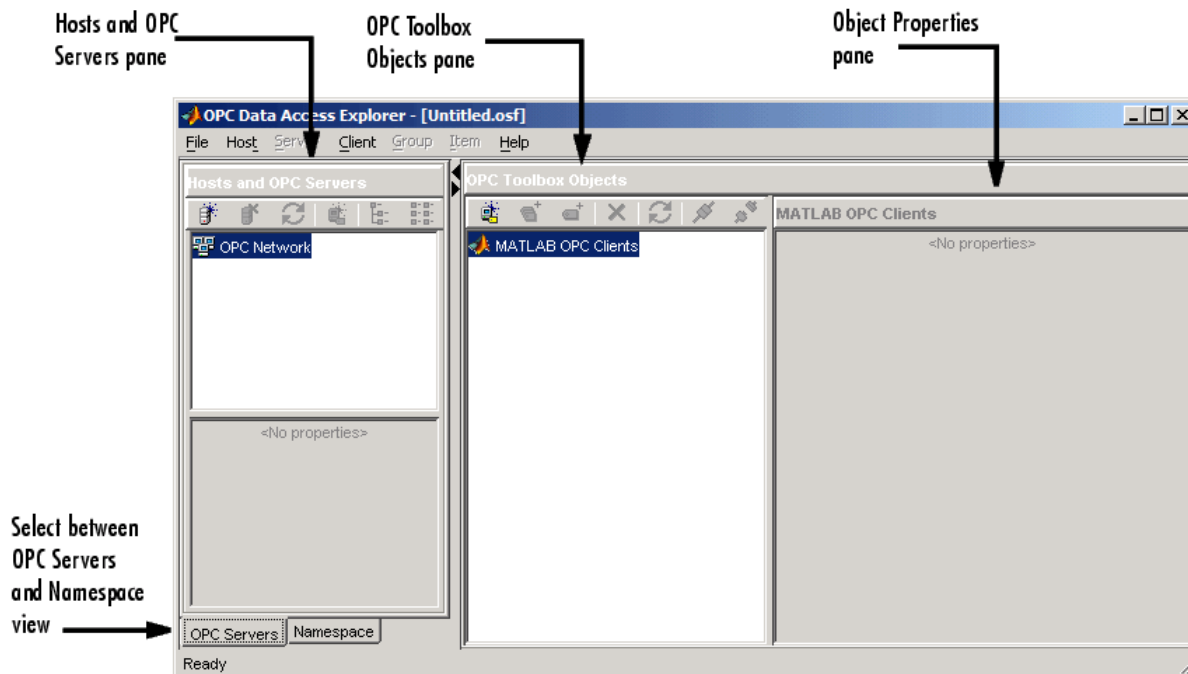 Hosts and OPC
Servers pane
OPC Toolbox
Objects pane
Object Properties
pane
OPC Data Access Explorer - [Untitled.osf]
File Host Client Group Item Help
Hosts and OPC Servers
OPC Toolbox Objects
MATLAB OPC Clients
OPC Network
MATLAB OPC Clients
<No properties>
<No properties>
Select between
OPC Servers
and Namespace
view
OPC Servers Namespace
Ready